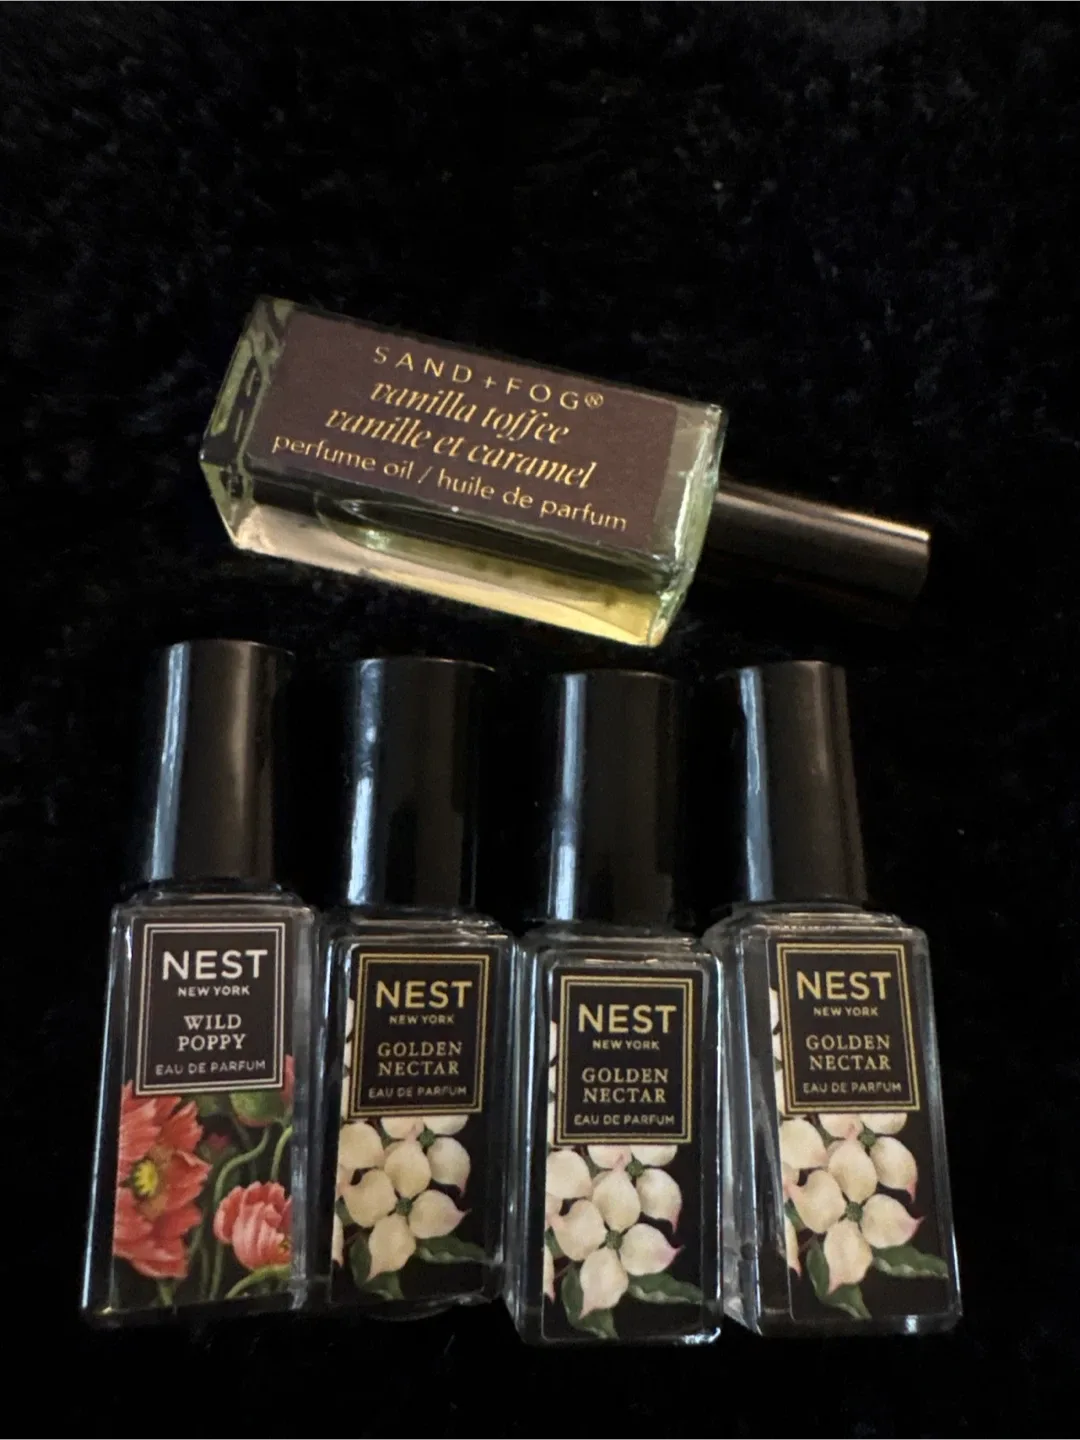 SAND+FOG®
vanilla toffee
vanille et caramel
perfume oil / huile de parfum
NEST
NEW YORK
WILD
POPPY
EAU DE PARFUM
NEST
NEW YORK
GOLDEN
NECTAR
EAU DE PARFUM
NEST
NEW YORK
GOLDEN
NECTAR
EAU DE PARFUM
NEST
NEW YORK
GOLDEN
NECTAR
EAU DE PARFUM